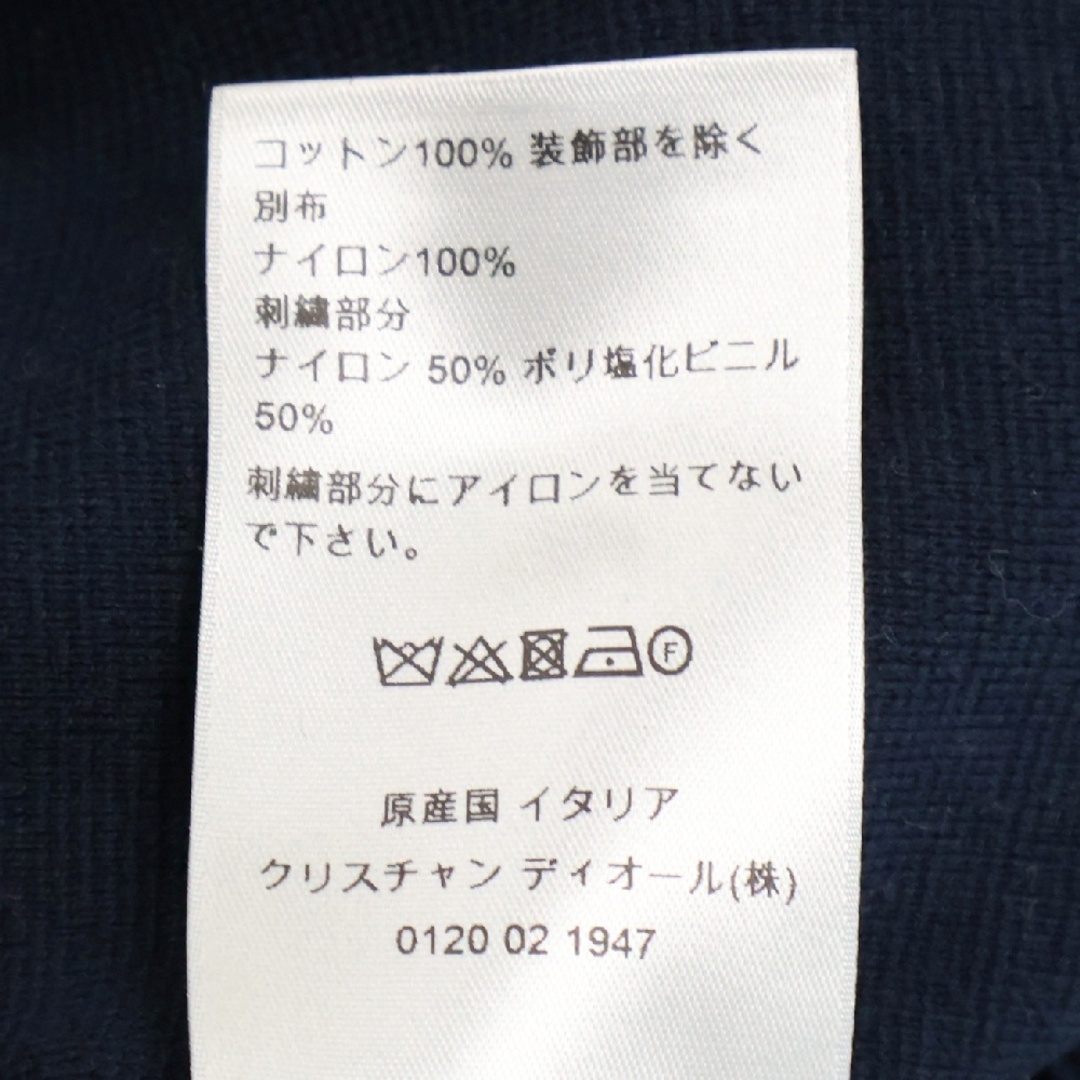 コットン100% 装飾部を除く
別布
ナイロン100%
刺繍部分
ナイロン 50% ポリ塩化ビニル
50%
刺繍部分にアイロンを当てない
で下さい。
F
原産国 イタリア
クリスチャン ディオール(株)
0120 02 1947